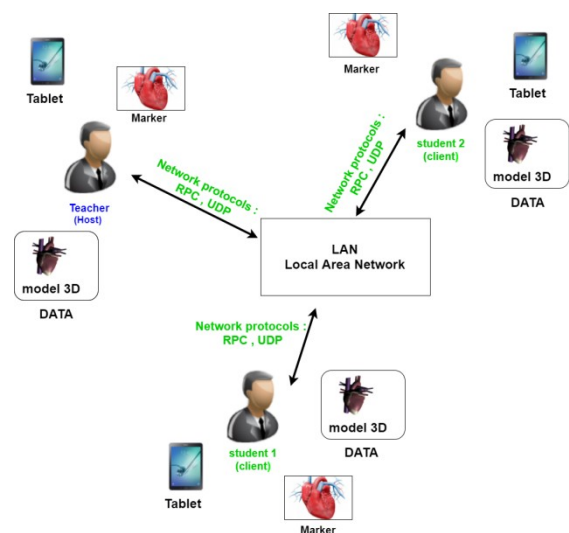 Marker
Tablet
Marker
Tablet
student 2
(client)
Teacher
(Host)
Network protocols :
RPC , UDP
Network protocols :
RPC , UDP
model 3D
DATA
LAN
Local Area Network
model 3D
DATA
Network protocols :
RPC , UDP
student 1
(client)
model 3D
DATA
Tablet
Marker